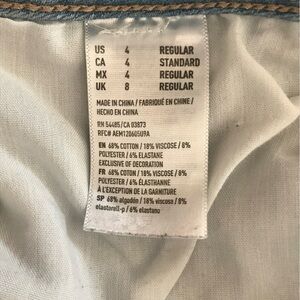 US 4 REGULAR
CA 4 STANDARD
MX 4 REGULAR
UK 8 REGULAR
MADE IN CHINA / FABRIQUÉ EN CHINE /
HECHO EN CHINA
RN 54485/CA 03873
RFC# AEM1206050U9A
EN 68% COTTON / 18% VISCOSE / 8%
POLYESTER / 6% ELASTANE
EXCLUSIVE OF DECORATION
FR 68% COTON / 18% VISCOSE / 8%
POLYESTER / 6% ÉLASTHANNE
À L'EXCEPTION DE LA GARNITURE
SP 68% algodón / 18% viscosa / 8%
/ 6% elastano